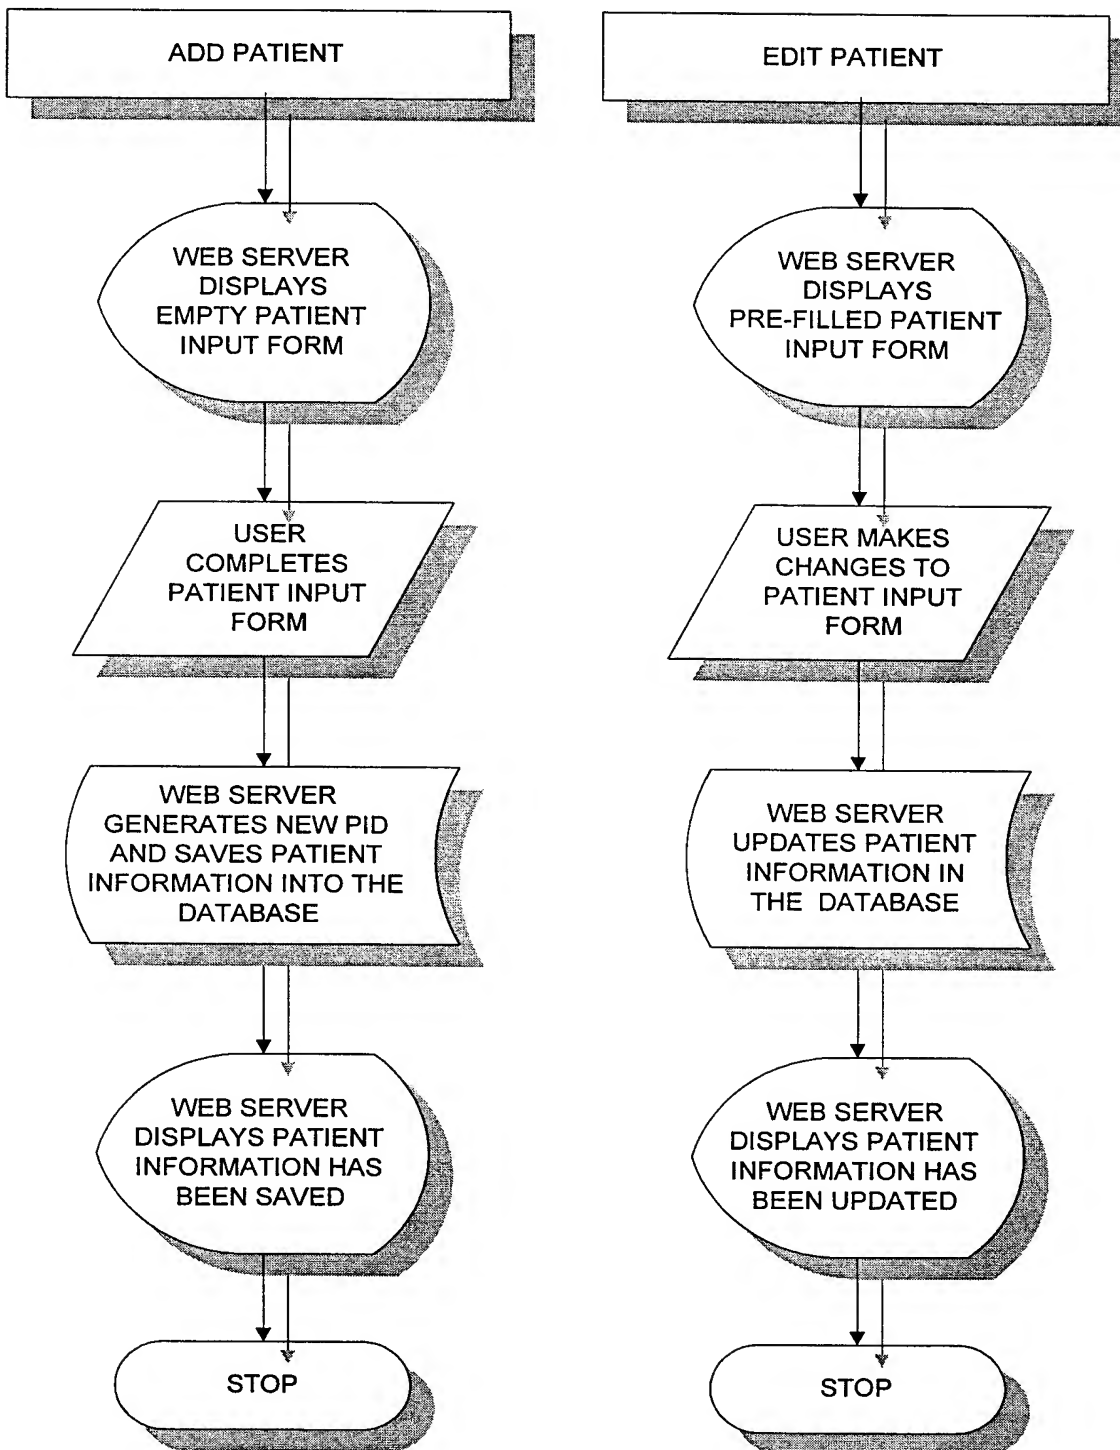 ADD PATIENT
WEB SERVER
DISPLAYS
EMPTY PATIENT
INPUT FORM
USER
COMPLETES
PATIENT INPUT
FORM
WEB SERVER
GENERATES NEW PID
AND SAVES PATIENT
INFORMATION INTO THE
DATABASE
WEB SERVER
DISPLAYS PATIENT
INFORMATION HAS
BEEN SAVED
STOP
EDIT PATIENT
WEB SERVER
DISPLAYS
PRE-FILLED PATIENT
INPUT FORM
USER MAKES
CHANGES TO
PATIENT INPUT
FORM
WEB SERVER
UPDATES PATIENT
INFORMATION IN
THE DATABASE
WEB SERVER
DISPLAYS PATIENT
INFORMATION HAS
BEEN UPDATED
STOP